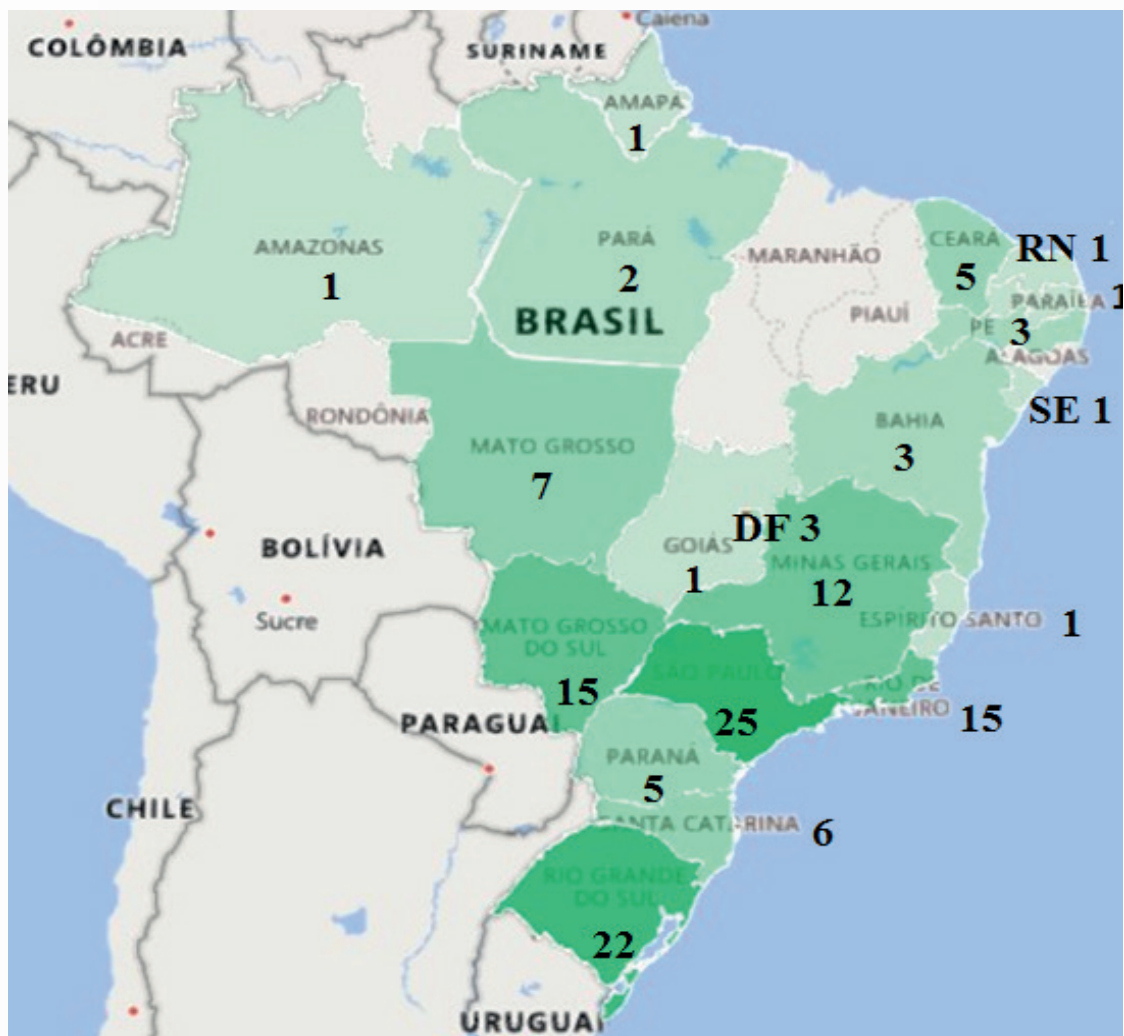 Caiena
COLÔMBIA
SURINAME
AMAPÁ
1
AMAZONAS
1
PARÁ
2
MARANHÃO
CEARÁ
5
RN 1
PARAÍBA
1
BRASIL
PIAUÍ
PE
3
ALAGOAS
ACRE
ERU
RONDÔNIA
SE 1
BAHIA
3
MATO GROSSO
7
DF 3
GOIÁS
1
BOLÍVIA
MINAS GERAIS
12
Sucre
ESPÍRITO SANTO
1
MATO GROSSO
DO SUL
15
SÃO PAULO
25
RIO DE
JANEIRO
15
PARAGUAI
PARANÁ
5
CHILE
SANTA CATARINA
6
RIO GRANDE
DO SUL
22
URUGUAI